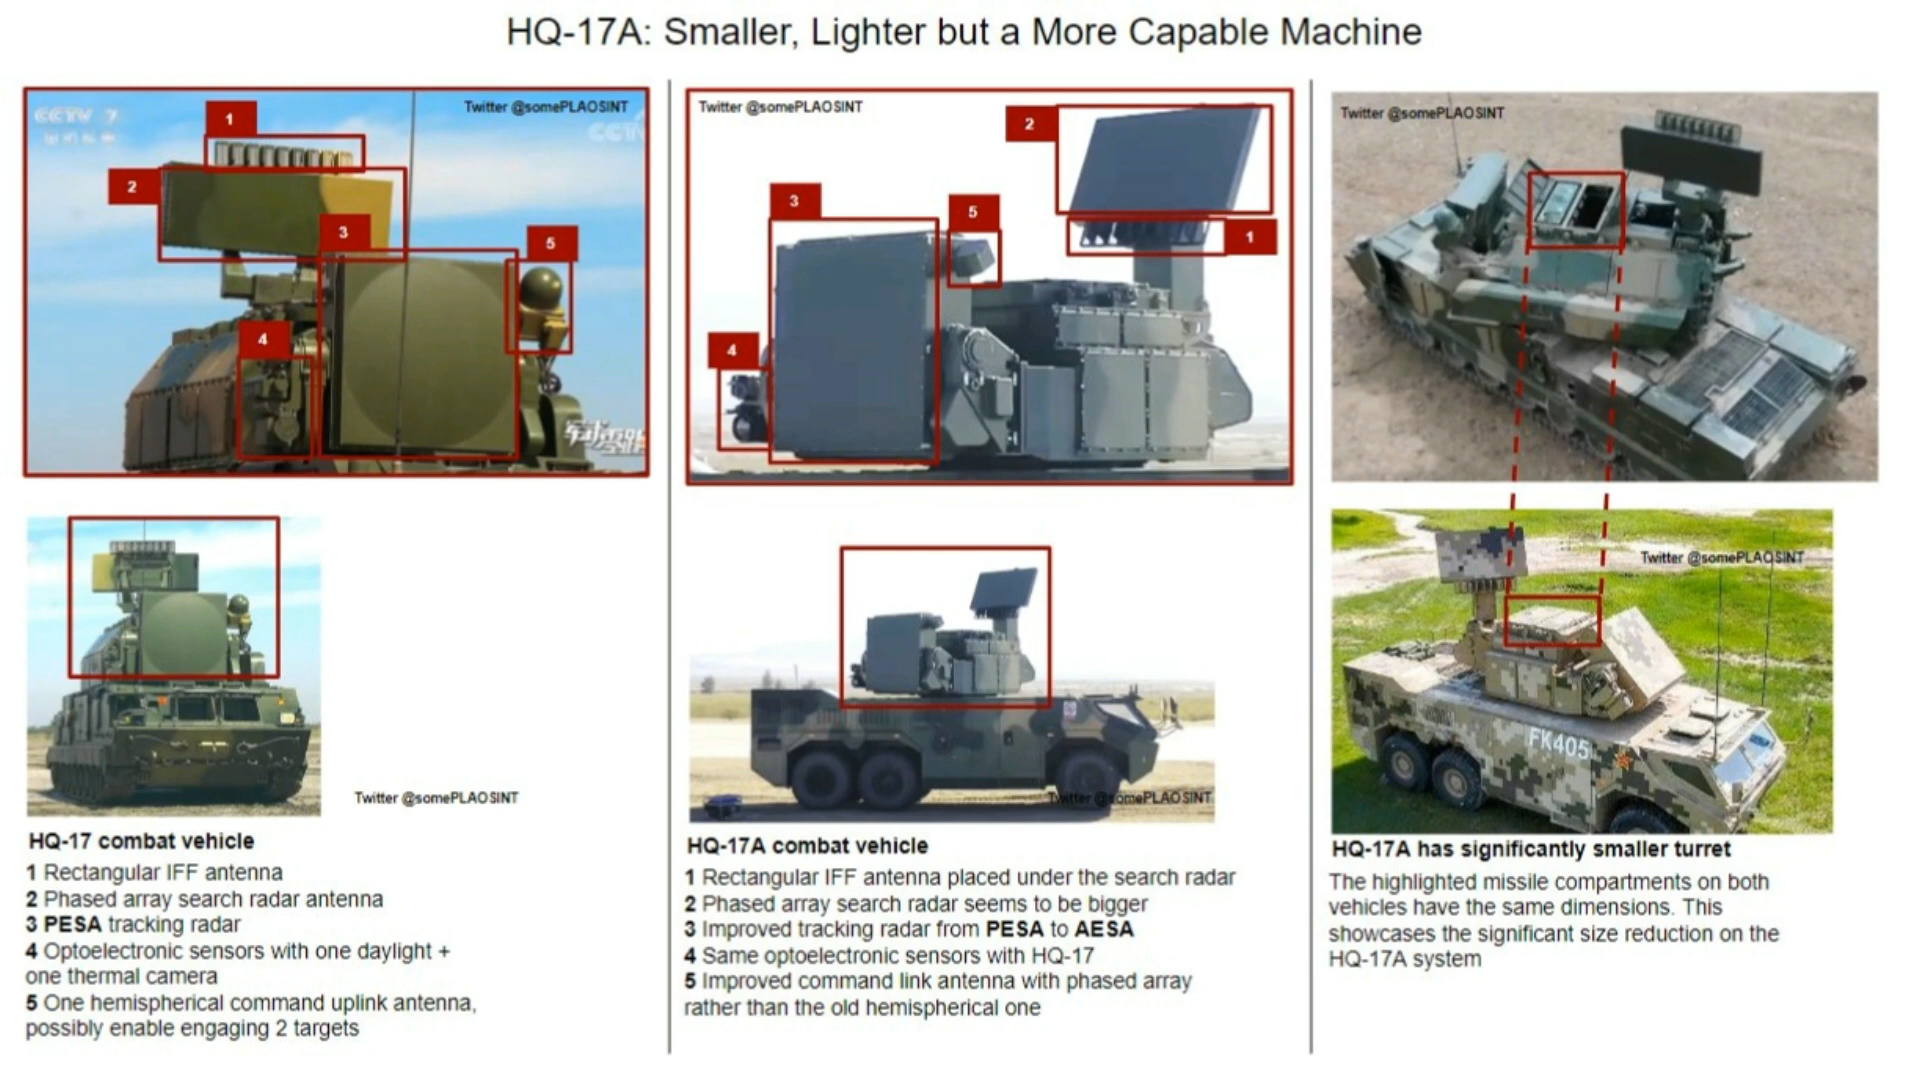 HQ-17A: Smaller, Lighter but a More Capable Machine
CCTV 7
Twitter @somePLAOSINT
1
2
3
4
5
Twitter @somePLAOSINT
HQ-17 combat vehicle
1 Rectangular IFF antenna
2 Phased array search radar antenna
3 PESA tracking radar
4 Optoelectronic sensors with one daylight +
one thermal camera
5 One hemispherical command uplink antenna,
possibly enable engaging 2 targets
Twitter @somePLAOSINT
2
3
5
1
4
Twitter @somePLAOSINT
HQ-17A combat vehicle
1 Rectangular IFF antenna placed under the search radar
2 Phased array search radar seems to be bigger
3 Improved tracking radar from PESA to AESA
4 Same optoelectronic sensors with HQ-17
5 Improved command link antenna with phased array
rather than the old hemispherical one
Twitter @somePLAOSINT
Twitter @somePLAOSINT
FK405
HQ-17A has significantly smaller turret
The highlighted missile compartments on both
vehicles have the same dimensions. This
showcases the significant size reduction on the
HQ-17A system